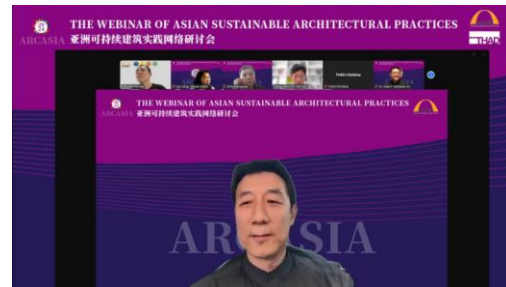 THE WEBINAR OF ASIAN SUSTAINABLE ARCHITECTURAL PRACTICES
ARCASIA 亚洲可持续建筑实践网络研讨会
THAD
THE WEBINAR OF ASIAN SUSTAINABLE ARCHITECTURAL PRACTICES
ARCASIA 亚洲可持续建筑实践网络研讨会
ARCASIA